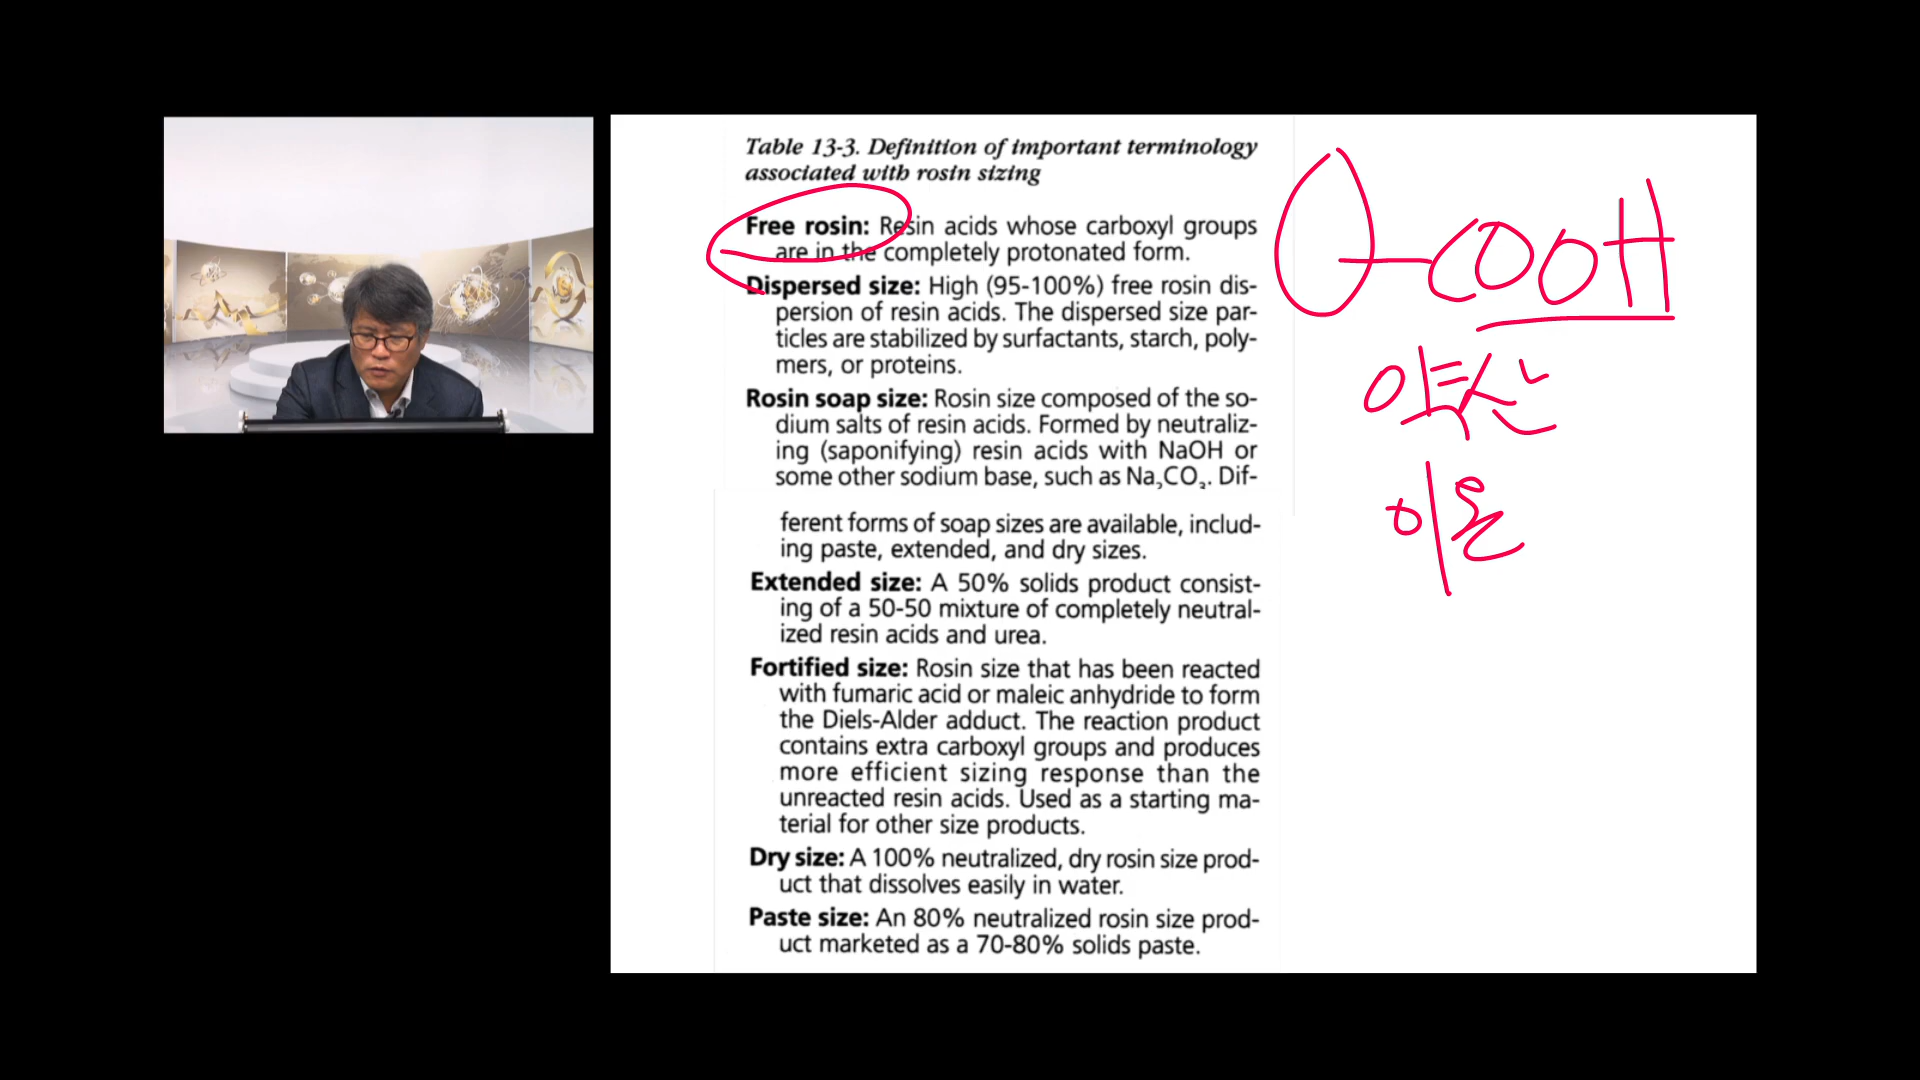 Table 13-3. Definition of important terminology
associated with rosin sizing
Free rosin: Resin acids whose carboxyl groups
are in the completely protonated form.
Dispersed size: High (95-100%) free rosin dis-
persion of resin acids. The dispersed size par-
ticles are stabilized by surfactants, starch, poly-
mers, or proteins.
Rosin soap size: Rosin size composed of the so-
dium salts of resin acids. Formed by neutraliz-
ing (saponifying) resin acids with NaOH or
some other sodium base, such as Na₂CO₃. Dif-
ferent forms of soap sizes are available, includ-
ing paste, extended, and dry sizes.
Extended size: A 50% solids product consist-
ing of a 50-50 mixture of completely neutral-
ized resin acids and urea.
Fortified size: Rosin size that has been reacted
with fumaric acid or maleic anhydride to form
the Diels-Alder adduct. The reaction product
contains extra carboxyl groups and produces
more efficient sizing response than the
unreacted resin acids. Used as a starting ma-
terial for other size products.
Dry size: A 100% neutralized, dry rosin size prod-
uct that dissolves easily in water.
Paste size: An 80% neutralized rosin size prod-
uct marketed as a 70-80% solids paste.
-COOH
약산
이온